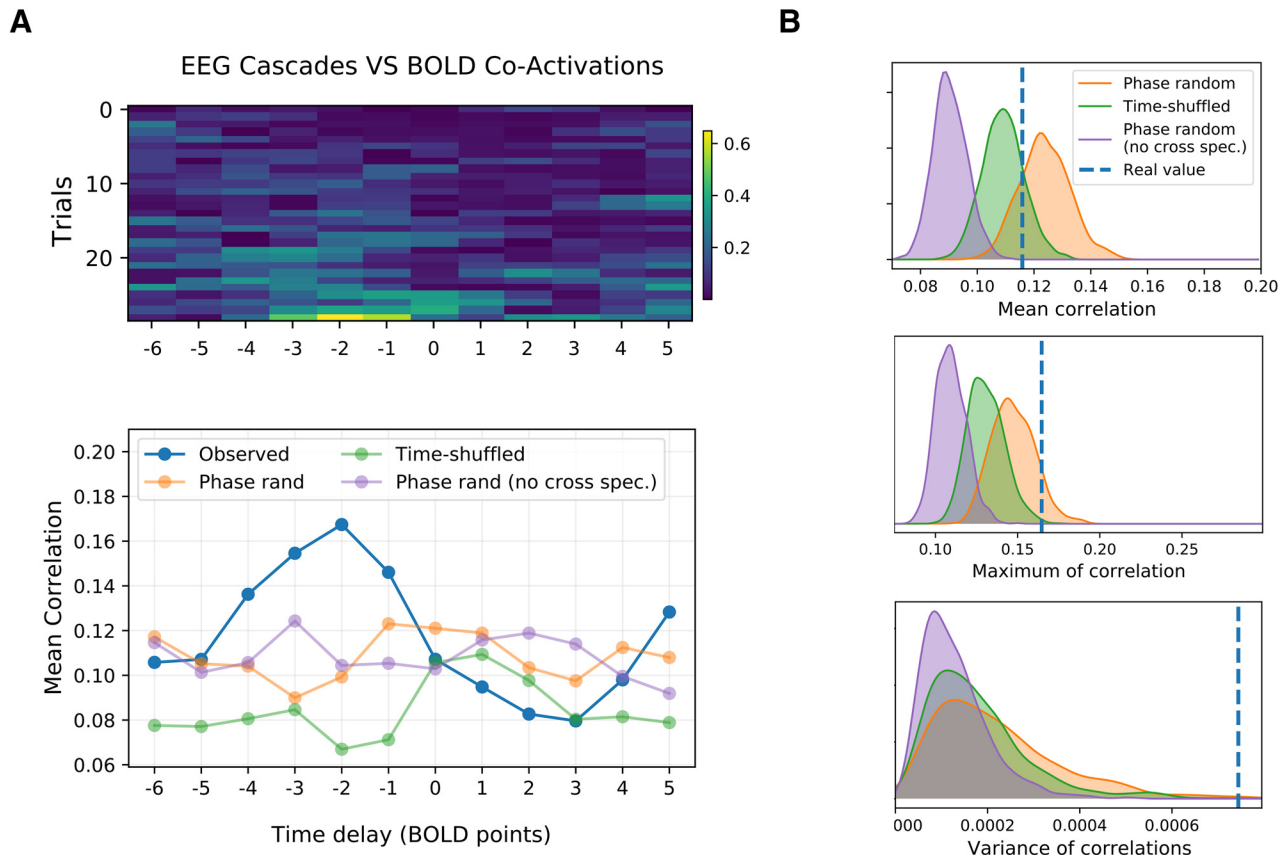 A
EEG Cascades VS BOLD Co-Activations
Trials
0
10
20
-6 -5 -4 -3 -2 -1 0 1 2 3 4 5
0.6
0.4
0.2
Mean Correlation
0.20
0.18
0.16
0.14
0.12
0.10
0.08
0.06
Observed
Phase rand
Time-shuffled
Phase rand (no cross spec.)
-6 -5 -4 -3 -2 -1 0 1 2 3 4 5
Time delay (BOLD points)
B
Phase random
Time-shuffled
Phase random
(no cross spec.)
Real value
0.08 0.10 0.12 0.14 0.16 0.18 0.20
Mean correlation
0.10 0.15 0.20 0.25
Maximum of correlation
000 0.0002 0.0004 0.0006
Variance of correlations